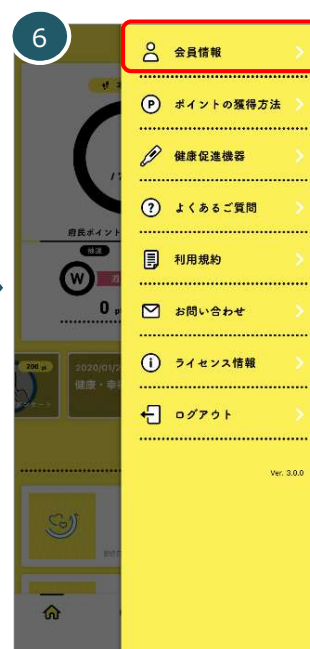 6
会員情報
P ポイントの獲得方法
健康促進機器
? よくあるご質問
利用規約
お問い合わせ
i ライセンス情報
ログアウト
Ver. 3.0.0
府民ポイント
抽選
W
0
200 pt
2020/01/2
健康・幸